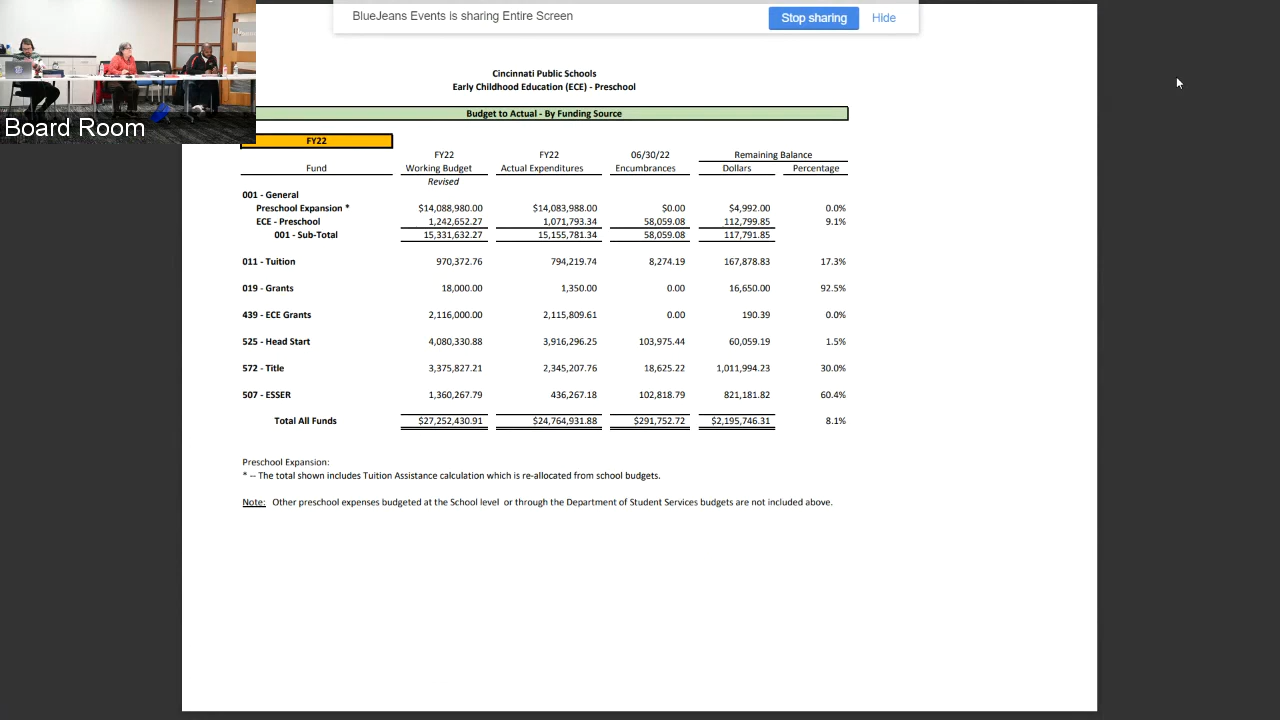 BlueJeans Events is sharing Entire Screen
Stop sharing
Hide
Board Room
Cincinnati Public Schools
Early Childhood Education (ECE) - Preschool
Budget to Actual - By Funding Source
FY22
FY22 FY22 06/30/22 Remaining Balance
Fund Working Budget Actual Expenditures Encumbrances Dollars Percentage
Revised
001 - General
Preschool Expansion * $14,088,980.00 $14,083,988.00 $0.00 $4,992.00 0.0%
ECE - Preschool 1,242,652.27 1,071,793.34 58,059.08 112,799.85 9.1%
001 - Sub-Total 15,331,632.27 15,155,781.34 58,059.08 117,791.85
011 - Tuition 970,372.76 794,219.74 8,274.19 167,878.83 17.3%
019 - Grants 18,000.00 1,350.00 0.00 16,650.00 92.5%
439 - ECE Grants 2,116,000.00 2,115,809.61 0.00 190.39 0.0%
525 - Head Start 4,080,330.88 3,916,296.25 103,975.44 60,059.19 1.5%
572 - Title 3,375,827.21 2,345,207.76 18,625.22 1,011,994.23 30.0%
507 - ESSER 1,360,267.79 436,267.18 102,818.79 821,181.82 60.4%
Total All Funds $27,252,430.91 $24,764,931.88 $291,752.72 $2,195,746.31 8.1%
Preschool Expansion:
* -- The total shown includes Tuition Assistance calculation which is re-allocated from school budgets.
Note: Other preschool expenses budgeted at the School level or through the Department of Student Services budgets are not included above.